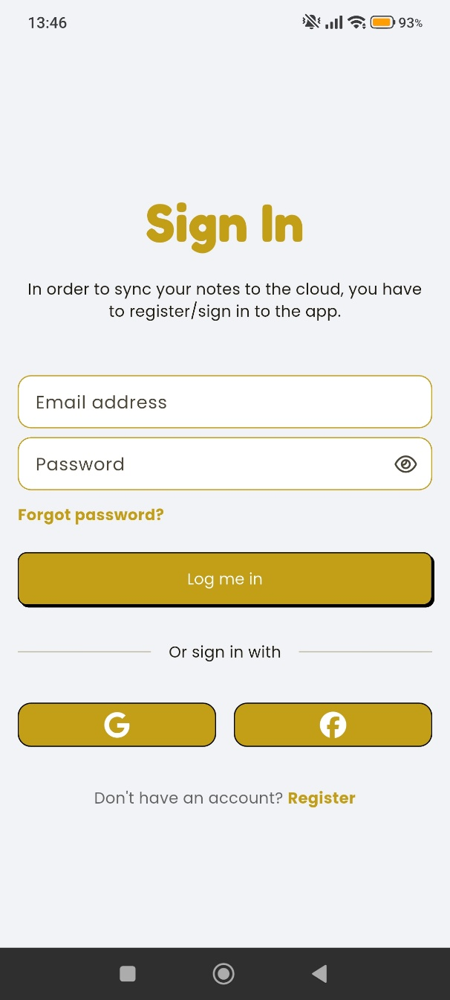 13:46
93%
Sign In
In order to sync your notes to the cloud, you have
to register/sign in to the app.
Email address
Password
Forgot password?
Log me in
Or sign in with
Don't have an account? Register